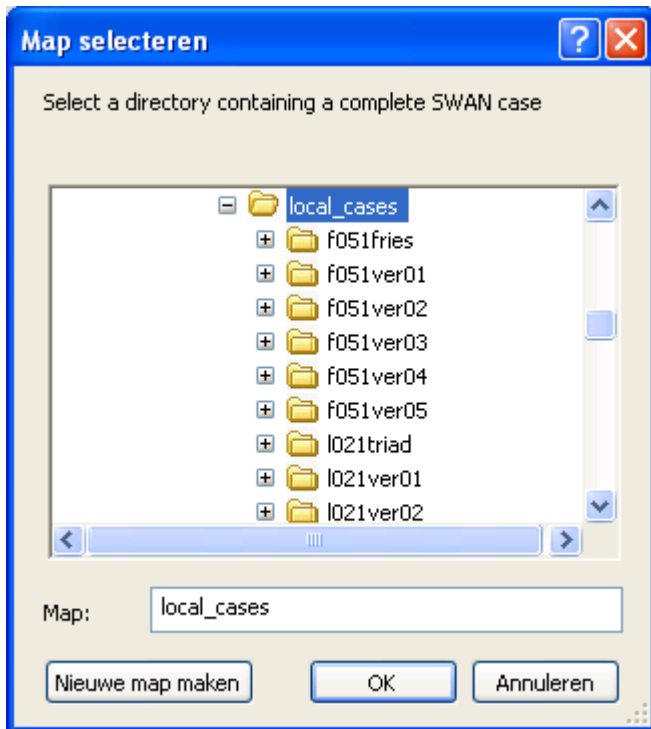 Map selecteren
Select a directory containing a complete SWAN case
local_cases
f051fries
f051ver01
f051ver02
f051ver03
f051ver04
f051ver05
l021triad
l021ver01
l021ver02
Map: local_cases
Nieuwe map maken OK Annuleren